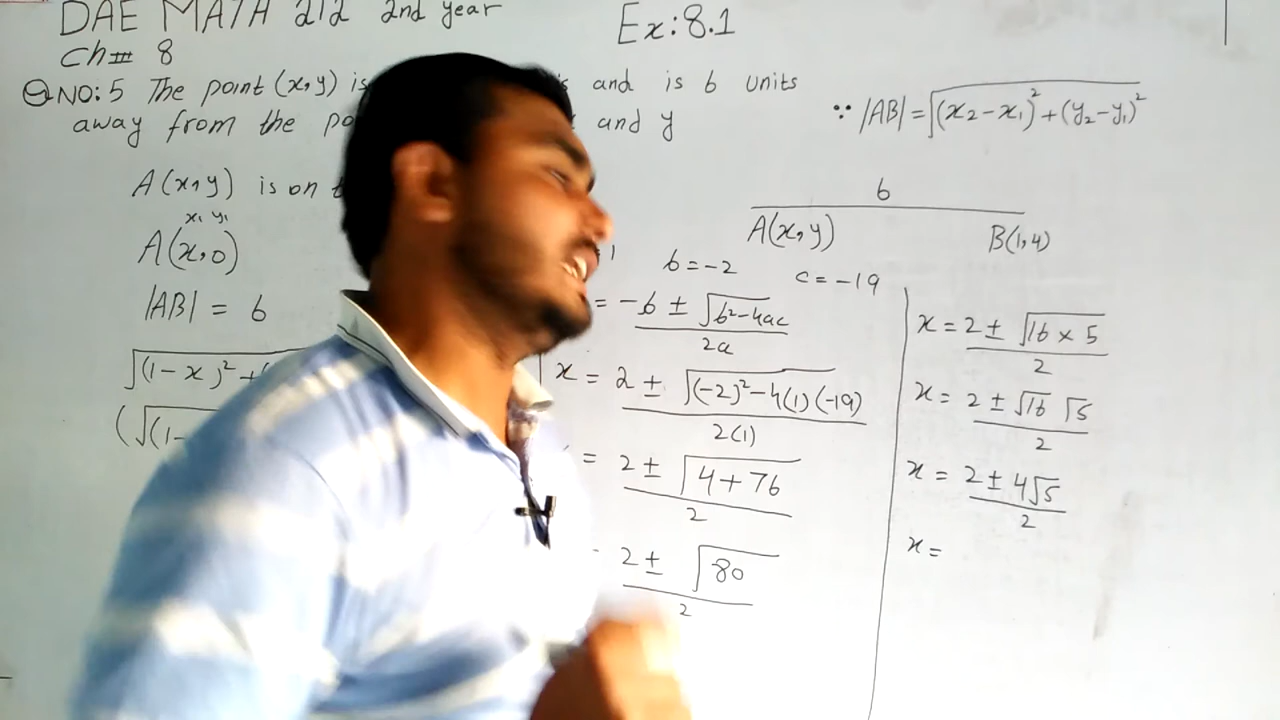 DAE MATH 212 2nd year
Ex: 8.1
Ch# 8
Q NO: 5 The point (x, y) is and is 6 units
away from the and y
∵ |AB| = √(x₂ - x₁)² + (y₂ - y₁)²
A(x, y) is on
x₁ y₁
A(x, 0)
|AB| = 6
√(1 - x)² +
(√(1 -
6
A(x, y) B(1, 4)
b = -2 c = -19
= -b ± √b² - 4ac
2a
x = 2 ± √(-2)² - 4(1)(-19)
2(1)
= 2 ± √4 + 76
2
2 ± √80
2
x = 2 ± √16 × 5
2
x = 2 ± √16 √5
2
x = 2 ± 4√5
2
x =